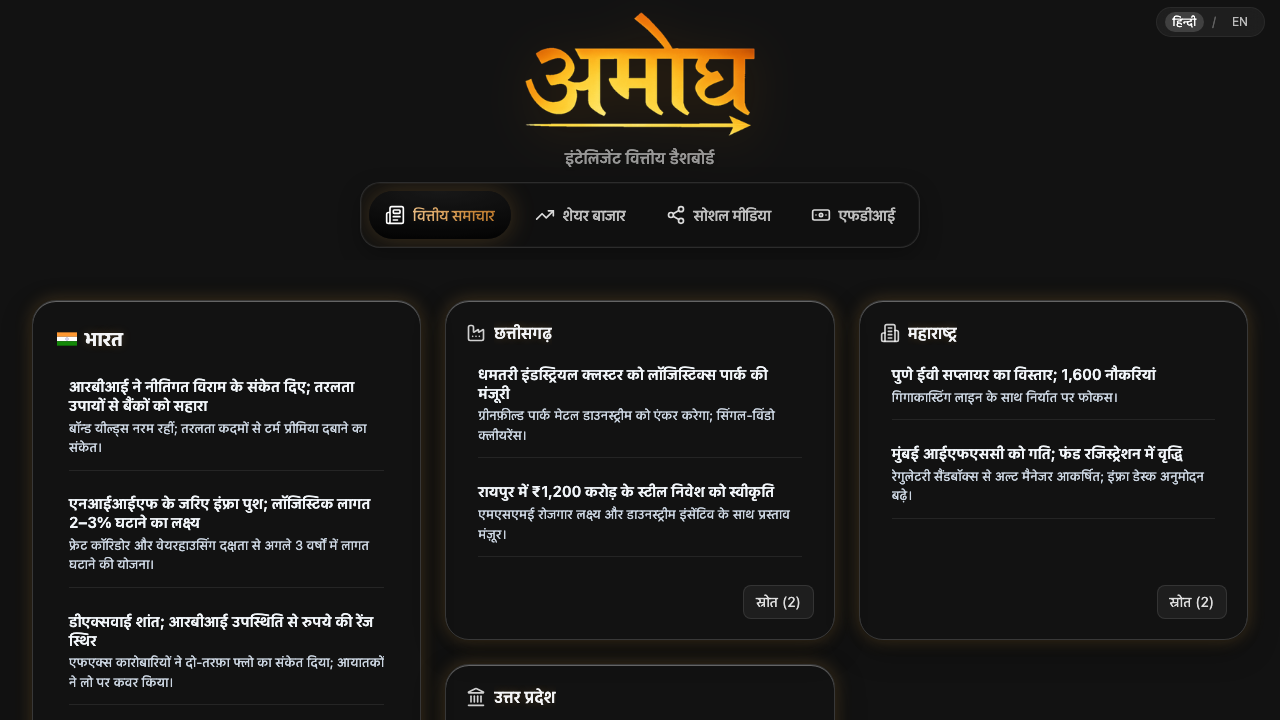 हिन्दी / EN
अमोघ
इंटेलिजेंट वित्तीय डैशबोर्ड
वित्तीय समाचार
शेयर बाजार
सोशल मीडिया
एफडीआई
भारत
आरबीआई ने नीतिगत विराम के संकेत दिए; तरलता
उपायों से बैंकों को सहारा
बॉन्ड यील्ड्स नरम रहीं; तरलता कदमों से टर्म प्रीमिया दबाने का
संकेत।
एनआईआईएफ के जरिए इंफ्रा पुश; लॉजिस्टिक लागत
2–3% घटाने का लक्ष्य
फ्रेट कॉरिडोर और वेयरहाउसिंग दक्षता से अगले 3 वर्षों में लागत
घटाने की योजना।
डीएक्सवाई शांत; आरबीआई उपस्थिति से रुपये की रेंज
स्थिर
एफएक्स कारोबारियों ने दो-तरफ़ा फ्लो का संकेत दिया; आयातकों
ने लो पर कवर किया।
छत्तीसगढ़
धमतरी इंडस्ट्रियल क्लस्टर को लॉजिस्टिक्स पार्क की
मंजूरी
ग्रीनफ़ील्ड पार्क मेटल डाउनस्ट्रीम को एंकर करेगा; सिंगल-विंडो
क्लीयरेंस।
रायपुर में ₹1,200 करोड़ के स्टील निवेश को स्वीकृति
एमएसएमई रोजगार लक्ष्य और डाउनस्ट्रीम इंसेंटिव के साथ प्रस्ताव
मंजूर।
स्रोत (2)
महाराष्ट्र
पुणे ईवी सप्लायर का विस्तार; 1,600 नौकरियां
गिगाकास्टिंग लाइन के साथ निर्यात पर फोकस।
मुंबई आईएफएससी को गति; फंड रजिस्ट्रेशन में वृद्धि
रेगुलेटरी सैंडबॉक्स से अल्ट मैनेजर आकर्षित; इंफ्रा डेस्क अनुमोदन
बढ़े।
स्रोत (2)
उत्तर प्रदेश